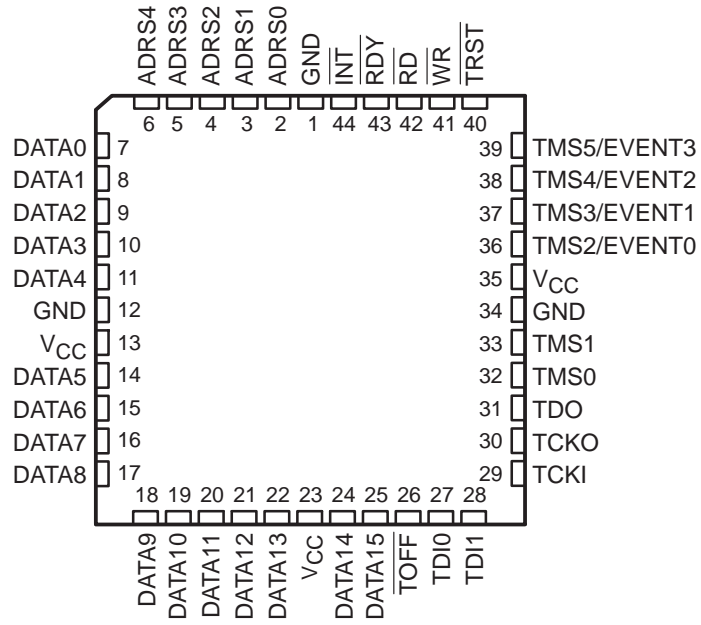 ADRS4
ADRS3
ADRS2
ADRS1
ADRS0
GND
INT
RDY
RD
WR
TRST
6 5 4 3 2 1 44 43 42 41 40
DATA0 7 39 TMS5/EVENT3
DATA1 8 38 TMS4/EVENT2
DATA2 9 37 TMS3/EVENT1
DATA3 10 36 TMS2/EVENT0
DATA4 11 35 VCC
GND 12 34 GND
VCC 13 33 TMS1
DATA5 14 32 TMS0
DATA6 15 31 TDO
DATA7 16 30 TCKO
DATA8 17 29 TCKI
18 19 20 21 22 23 24 25 26 27 28
DATA9
DATA10
DATA11
DATA12
DATA13
VCC
DATA14
DATA15
TOFF
TDI0
TDI1